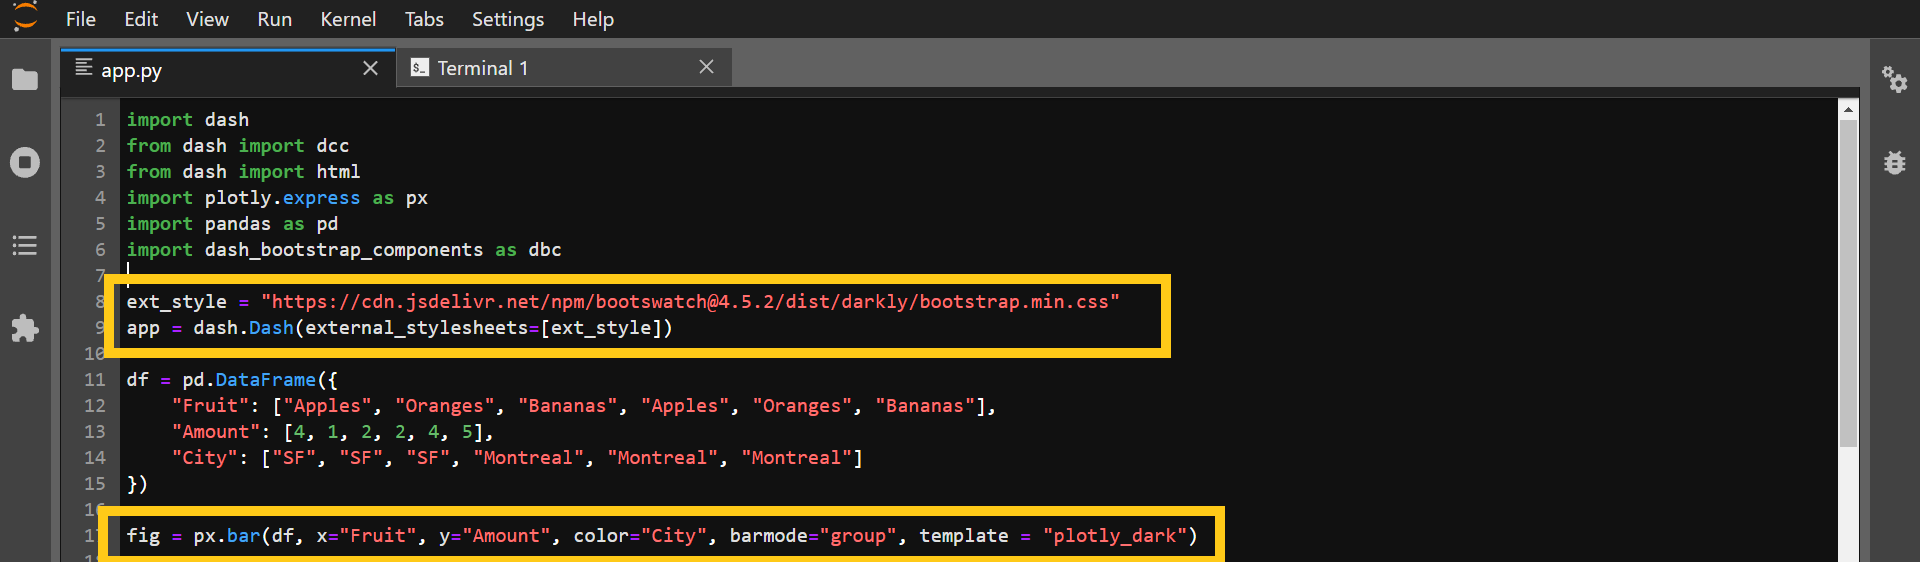 File Edit View Run Kernel Tabs Settings Help
app.py Terminal 1
1 import dash
2 from dash import dcc
3 from dash import html
4 import plotly.express as px
5 import pandas as pd
6 import dash_bootstrap_components as dbc
7
8 ext_style = "https://cdn.jsdelivr.net/npm/bootswatch@4.5.2/dist/darkly/bootstrap.min.css"
9 app = dash.Dash(external_stylesheets=[ext_style])
10
11 df = pd.DataFrame({
12     "Fruit": ["Apples", "Oranges", "Bananas", "Apples", "Oranges", "Bananas"],
13     "Amount": [4, 1, 2, 2, 4, 5],
14     "City": ["SF", "SF", "SF", "Montreal", "Montreal", "Montreal"]
15 })
16
17 fig = px.bar(df, x="Fruit", y="Amount", color="City", barmode="group", template = "plotly_dark")